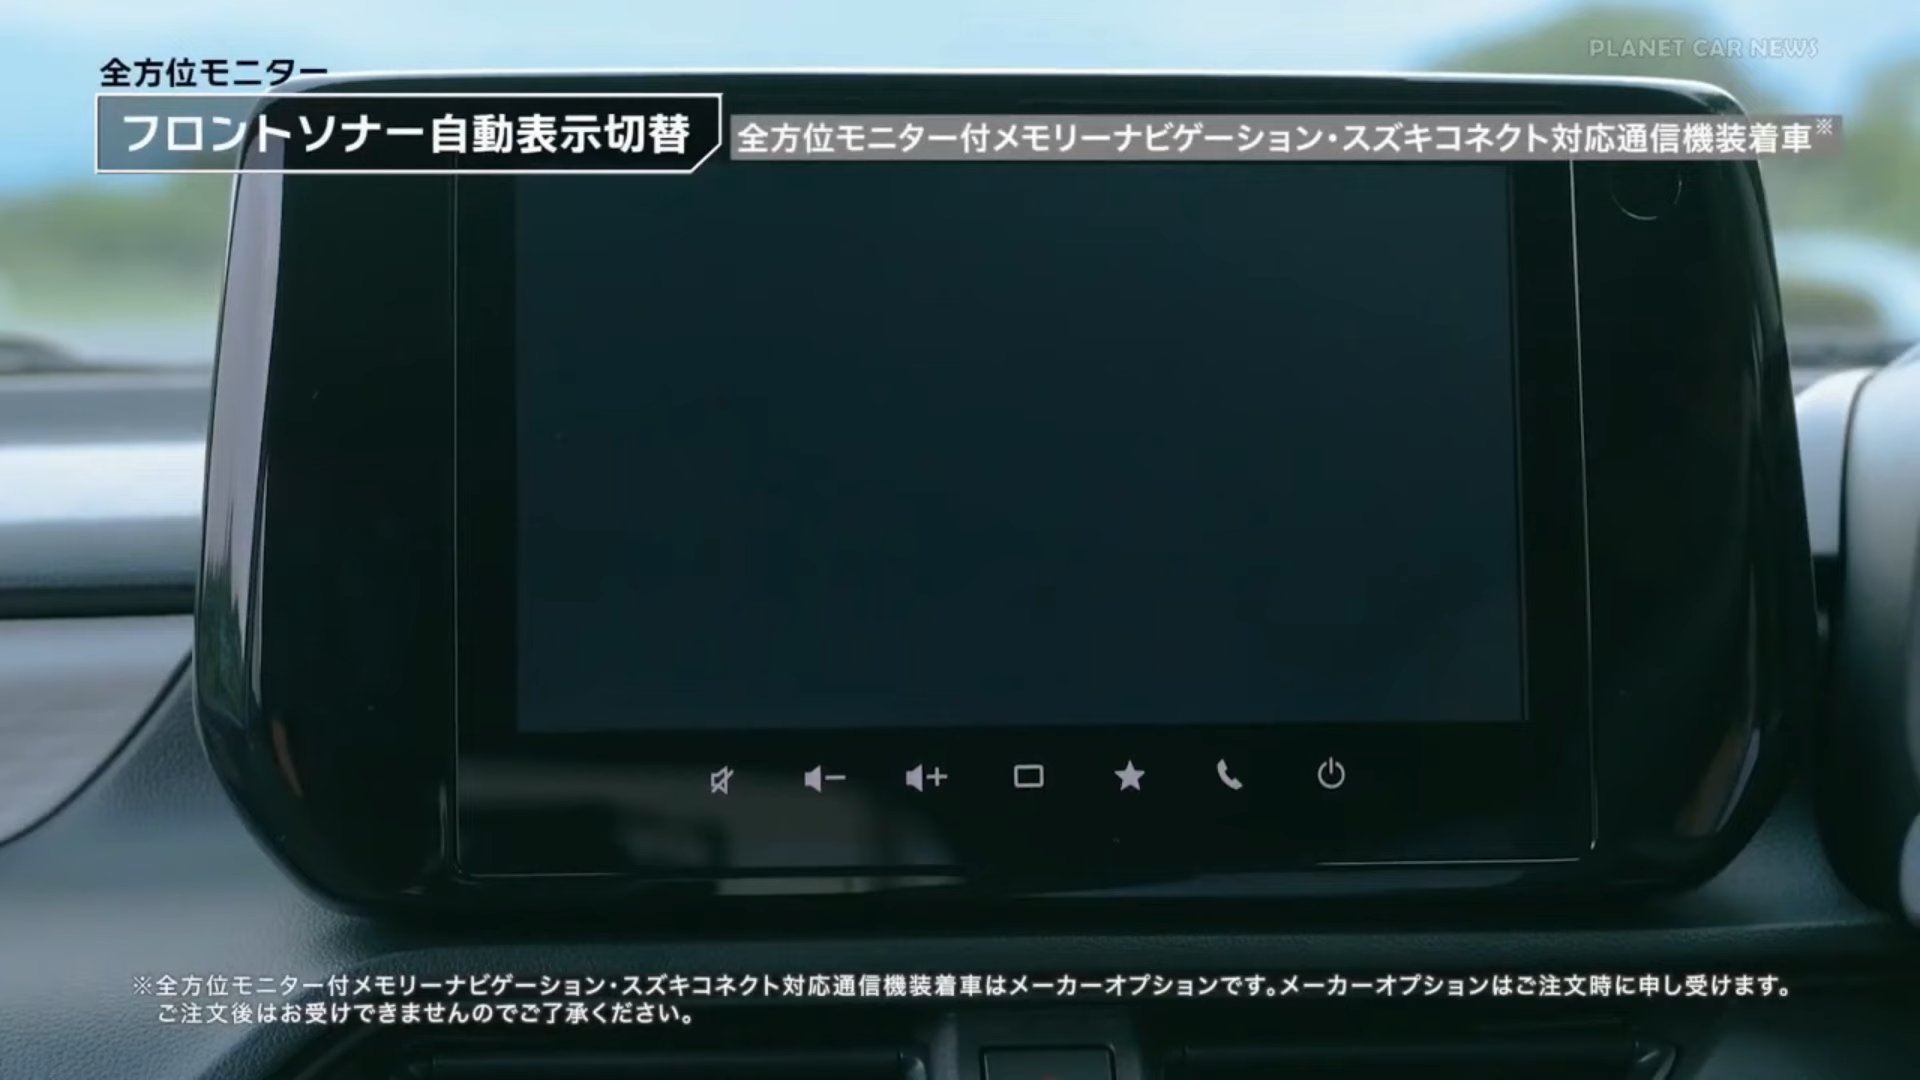 PLANET CAR NEWS
全方位モニター
フロントソナー自動表示切替
全方位モニター付メモリーナビゲーション・スズキコネクト対応通信機装着車※
※全方位モニター付メモリーナビゲーション・スズキコネクト対応通信機装着車はメーカーオプションです。メーカーオプションはご注文時に申し受けます。
ご注文後はお受けできませんのでご了承ください。